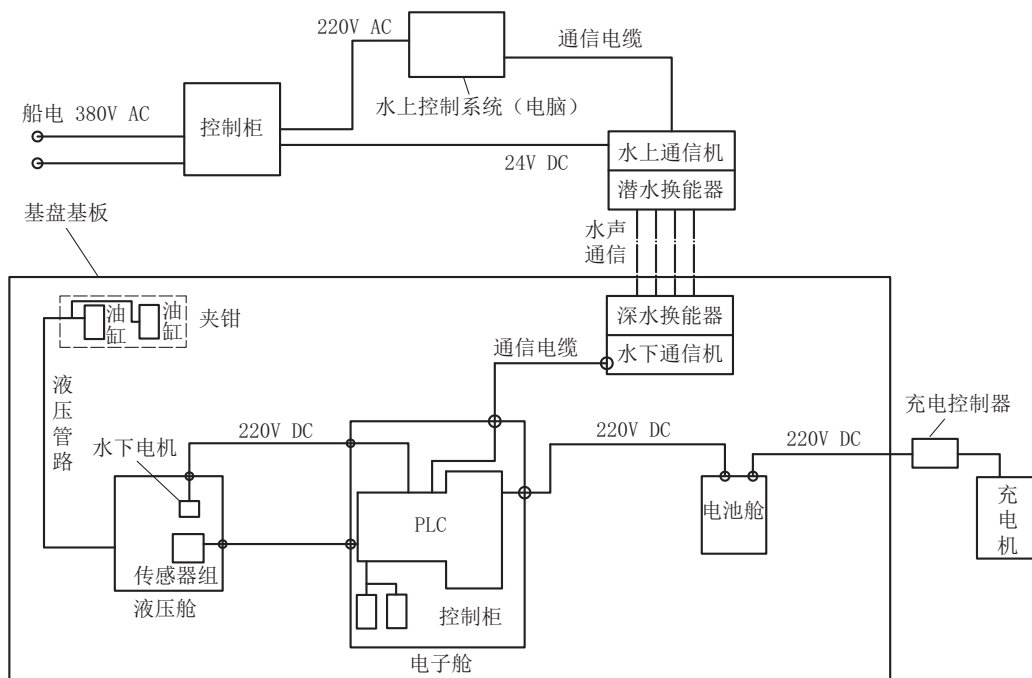 220V AC
通信电缆
水上控制系统（电脑）
船电 380V AC
控制柜
24V DC
水上通信机
潜水换能器
基盘基板
水声
通信
油缸
油缸
夹钳
深水换能器
水下通信机
通信电缆
液压管路
充电控制器
220V DC
220V DC
220V DC
水下电机
PLC
电池舱
充电机
传感器组
液压舱
控制柜
电子舱